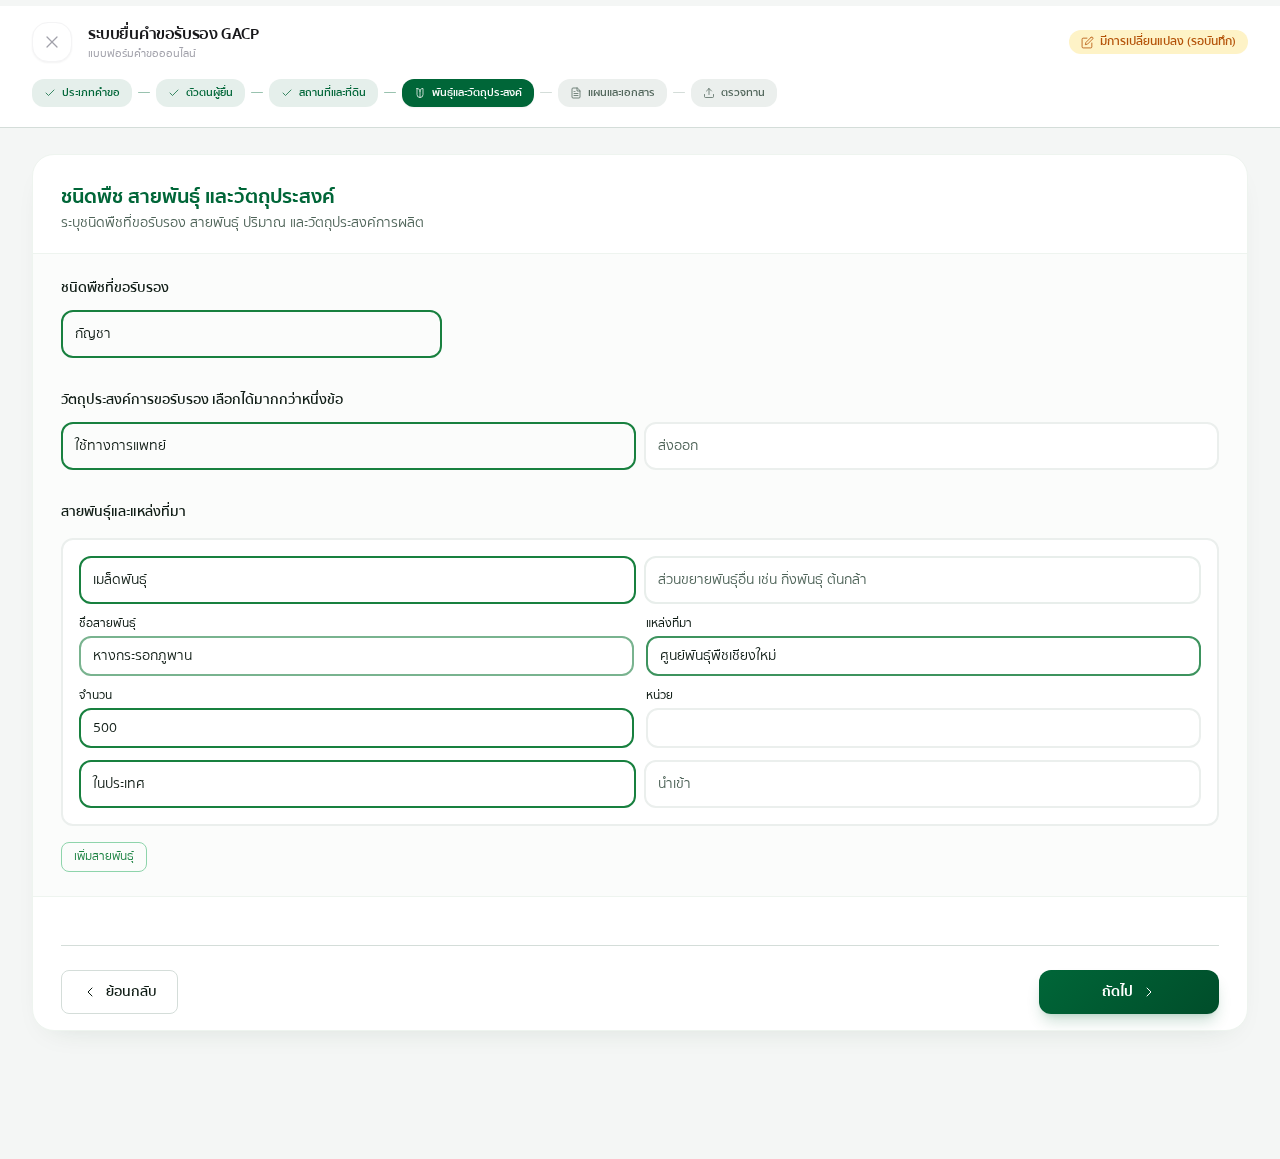 ระบบยื่นคำขอรับรอง GACP
แบบฟอร์มคำขอออนไลน์
มีการเปลี่ยนแปลง (รอบันทึก)
ประเภทคำขอ
ตัวตนผู้ยื่น
สถานที่และที่ดิน
พันธุ์และวัตถุประสงค์
แผนและเอกสาร
ตรวจทาน
ชนิดพืช สายพันธุ์ และวัตถุประสงค์
ระบุชนิดพืชที่ขอรับรอง สายพันธุ์ ปริมาณ และวัตถุประสงค์การผลิต
ชนิดพืชที่ขอรับรอง
กัญชา
วัตถุประสงค์การขอรับรอง เลือกได้มากกว่าหนึ่งข้อ
ใช้ทางการแพทย์
ส่งออก
สายพันธุ์และแหล่งที่มา
เมล็ดพันธุ์
ส่วนขยายพันธุ์อื่น เช่น กิ่งพันธุ์ ต้นกล้า
ชื่อสายพันธุ์
แหล่งที่มา
หางกระรอกภูพาน
ศูนย์พันธุ์พืชเชียงใหม่
จำนวน
หน่วย
500
ในประเทศ
นำเข้า
เพิ่มสายพันธุ์
ย้อนกลับ
ถัดไป